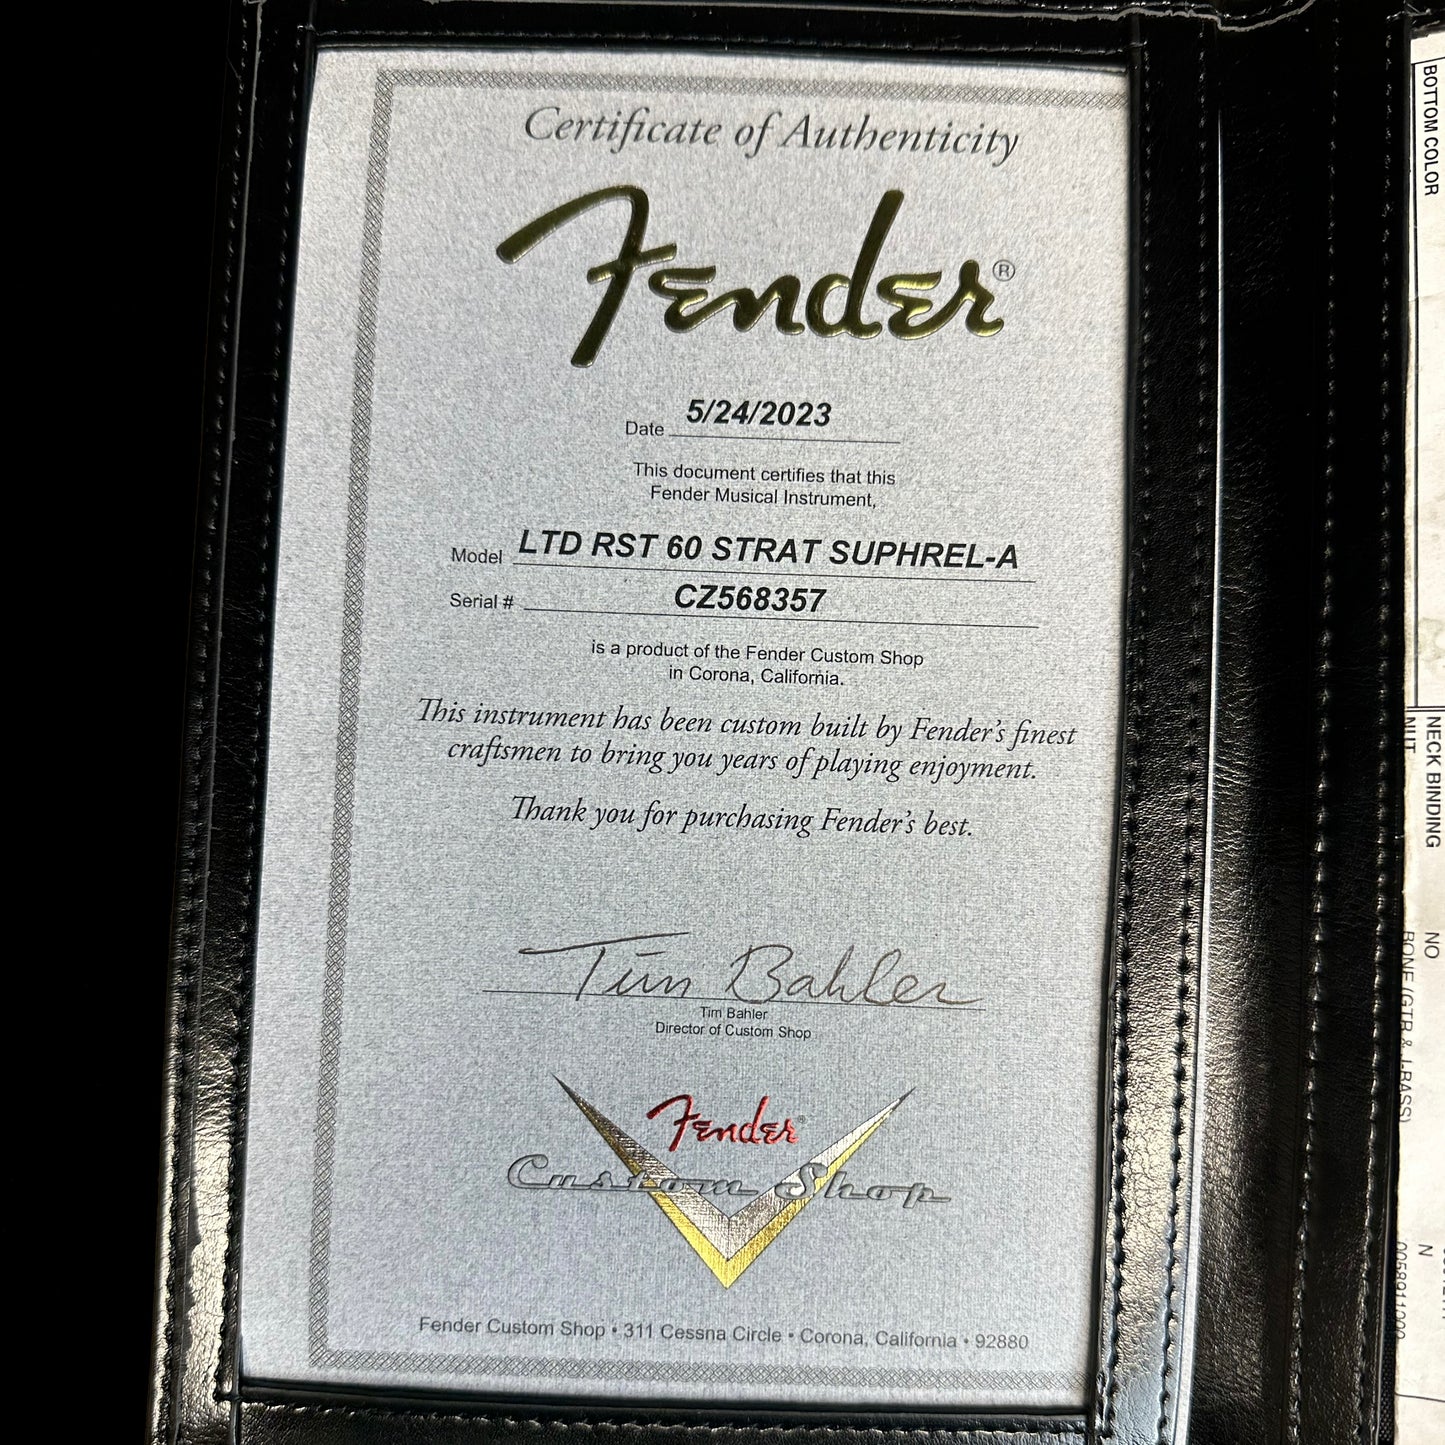 Certificate of Authenticity
Fender®
Date 5/24/2023
This document certifies that this
Fender Musical Instrument,
Model LTD RST 60 STRAT SUPHREL-A
Serial # CZ568357
is a product of the Fender Custom Shop
in Corona, California.
This instrument has been custom built by Fender's finest
craftsmen to bring you years of playing enjoyment.
Thank you for purchasing Fender's best.
Tim Bahler
Tim Bahler
Director of Custom Shop
Fender®
Custom Shop
Fender Custom Shop • 311 Cessna Circle • Corona, California • 92880
BOTTOM COLOR
NECK BINDING NO
NUT BONE (GTR & J-BASS)
N